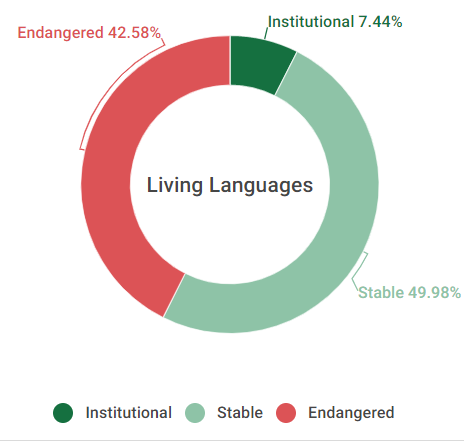 Institutional 7.44%
Endangered 42.58%
Living Languages
Stable 49.98%
Institutional Stable Endangered